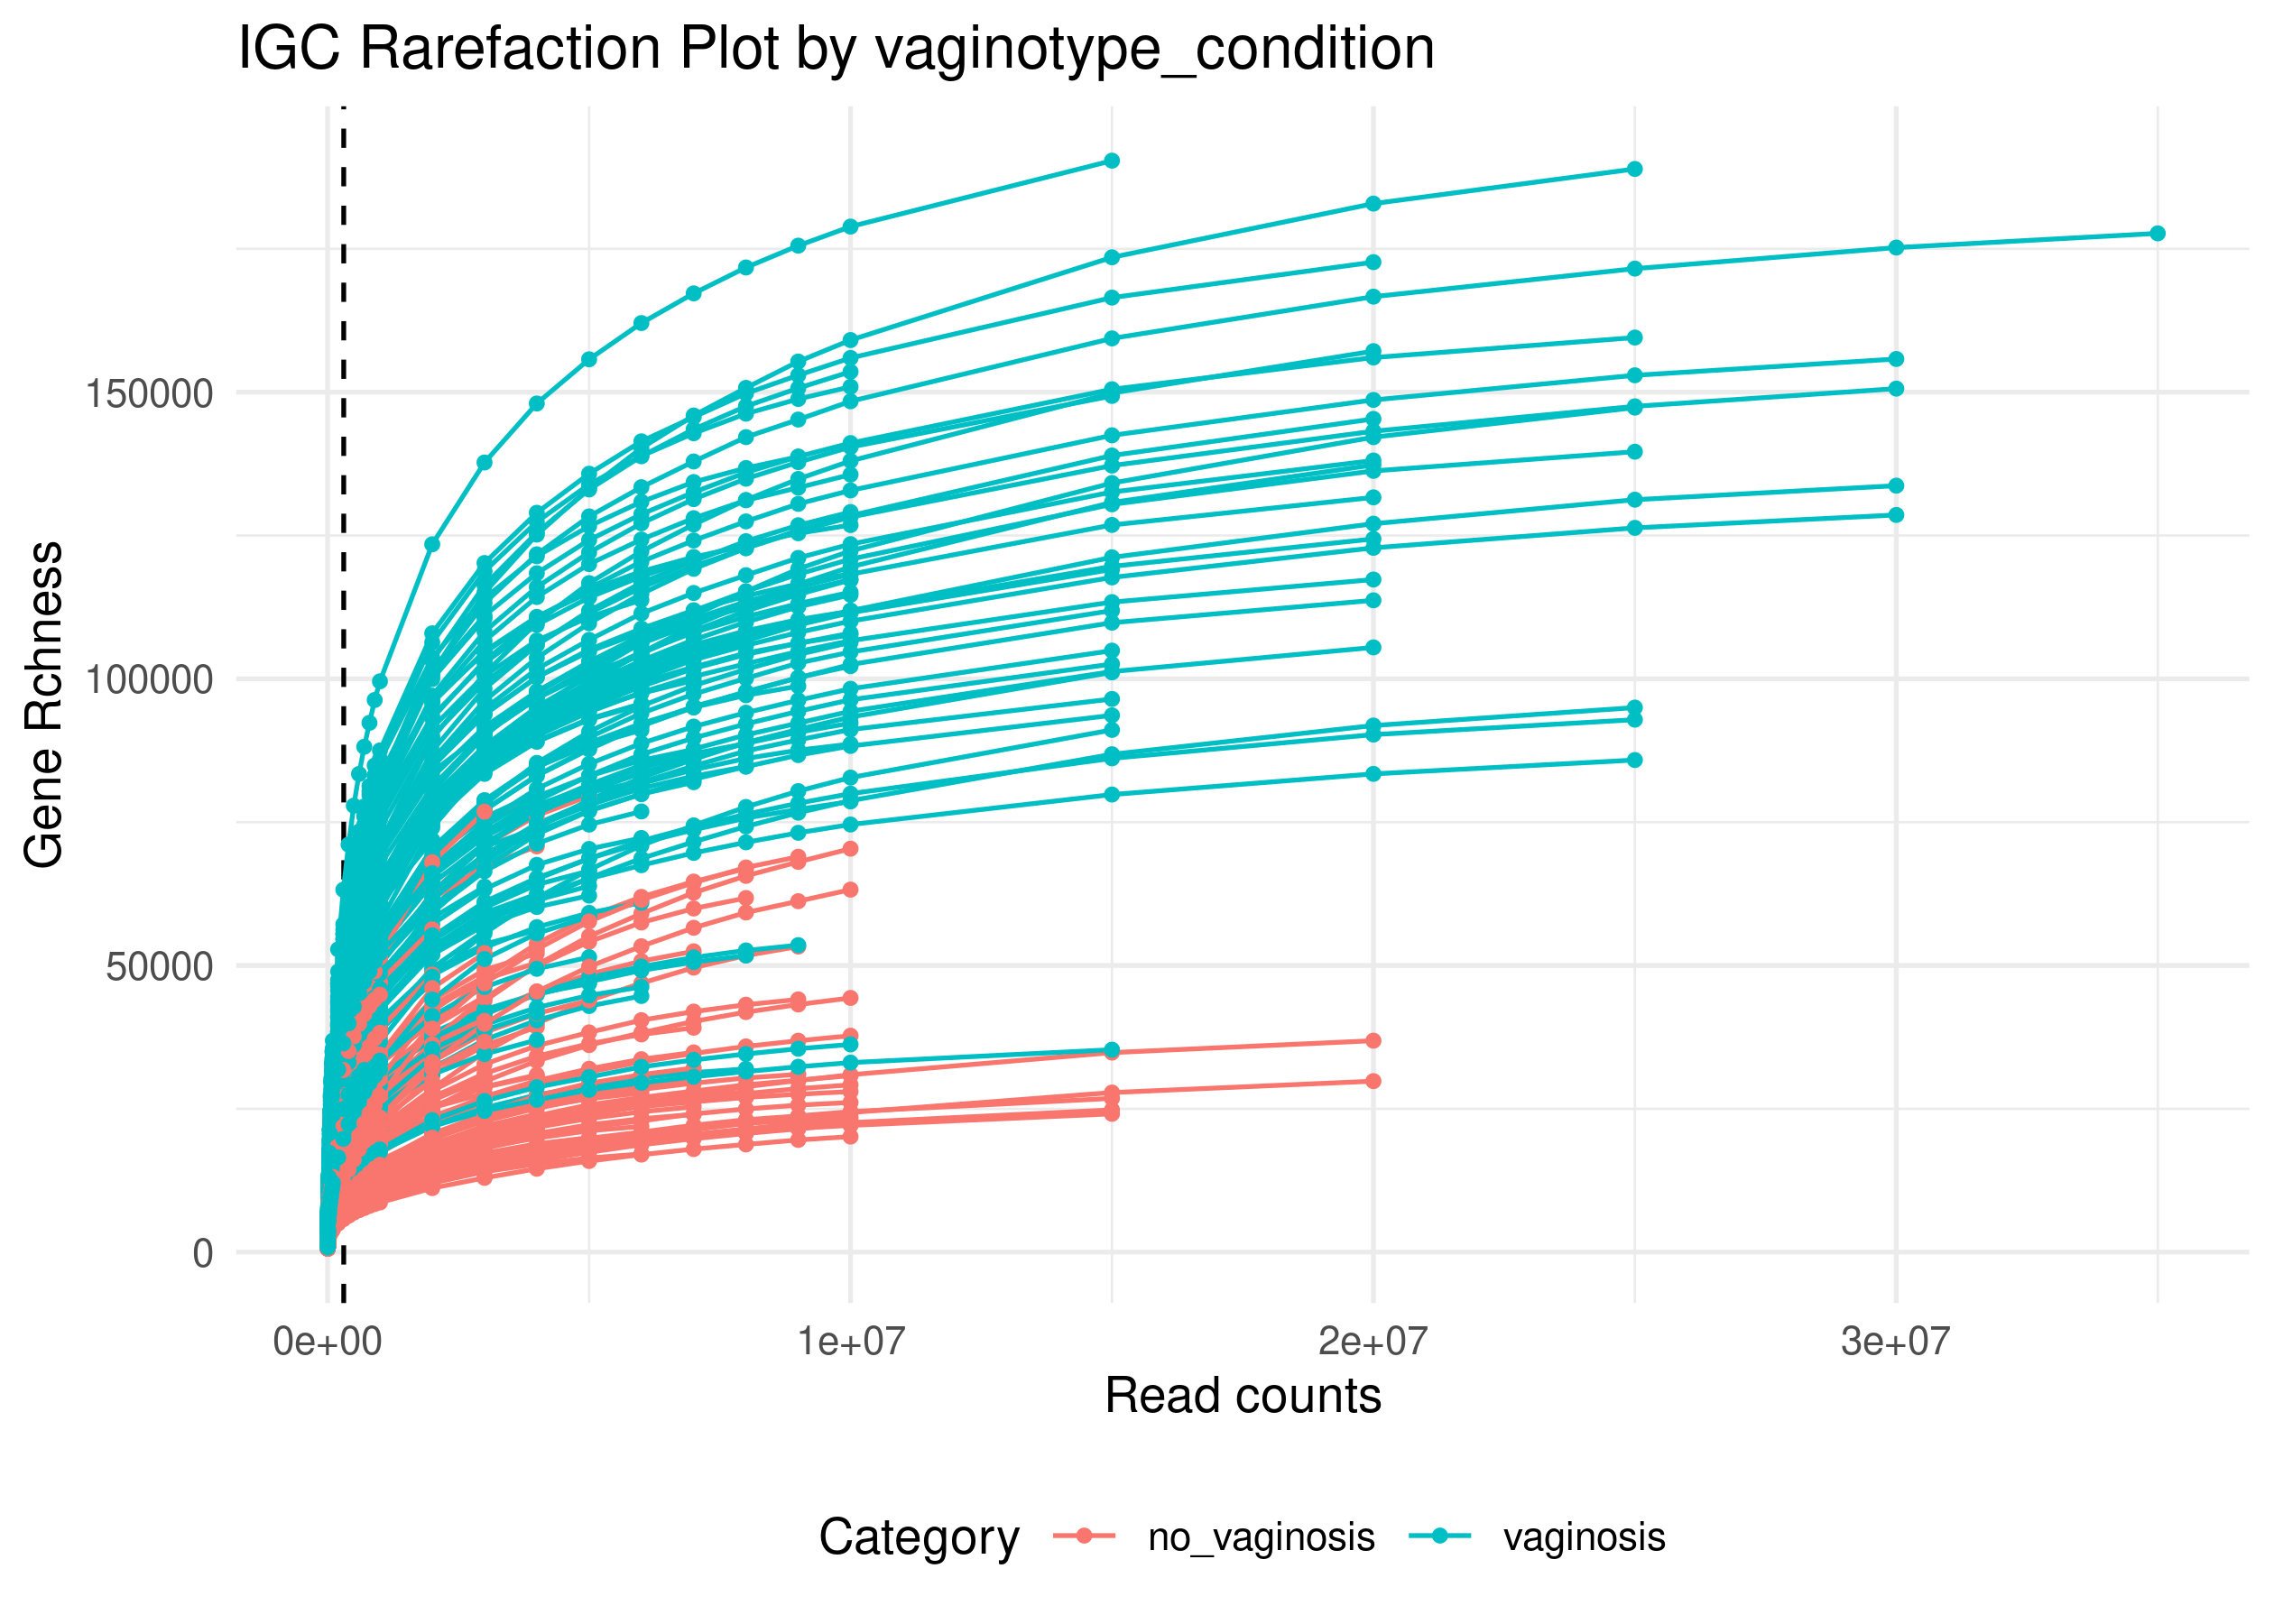 IGC Rarefaction Plot by vaginotype_condition
Gene Rchness
150000
100000
50000
0
0e+00 1e+07 2e+07 3e+07
Read counts
Category no_vaginosis vaginosis